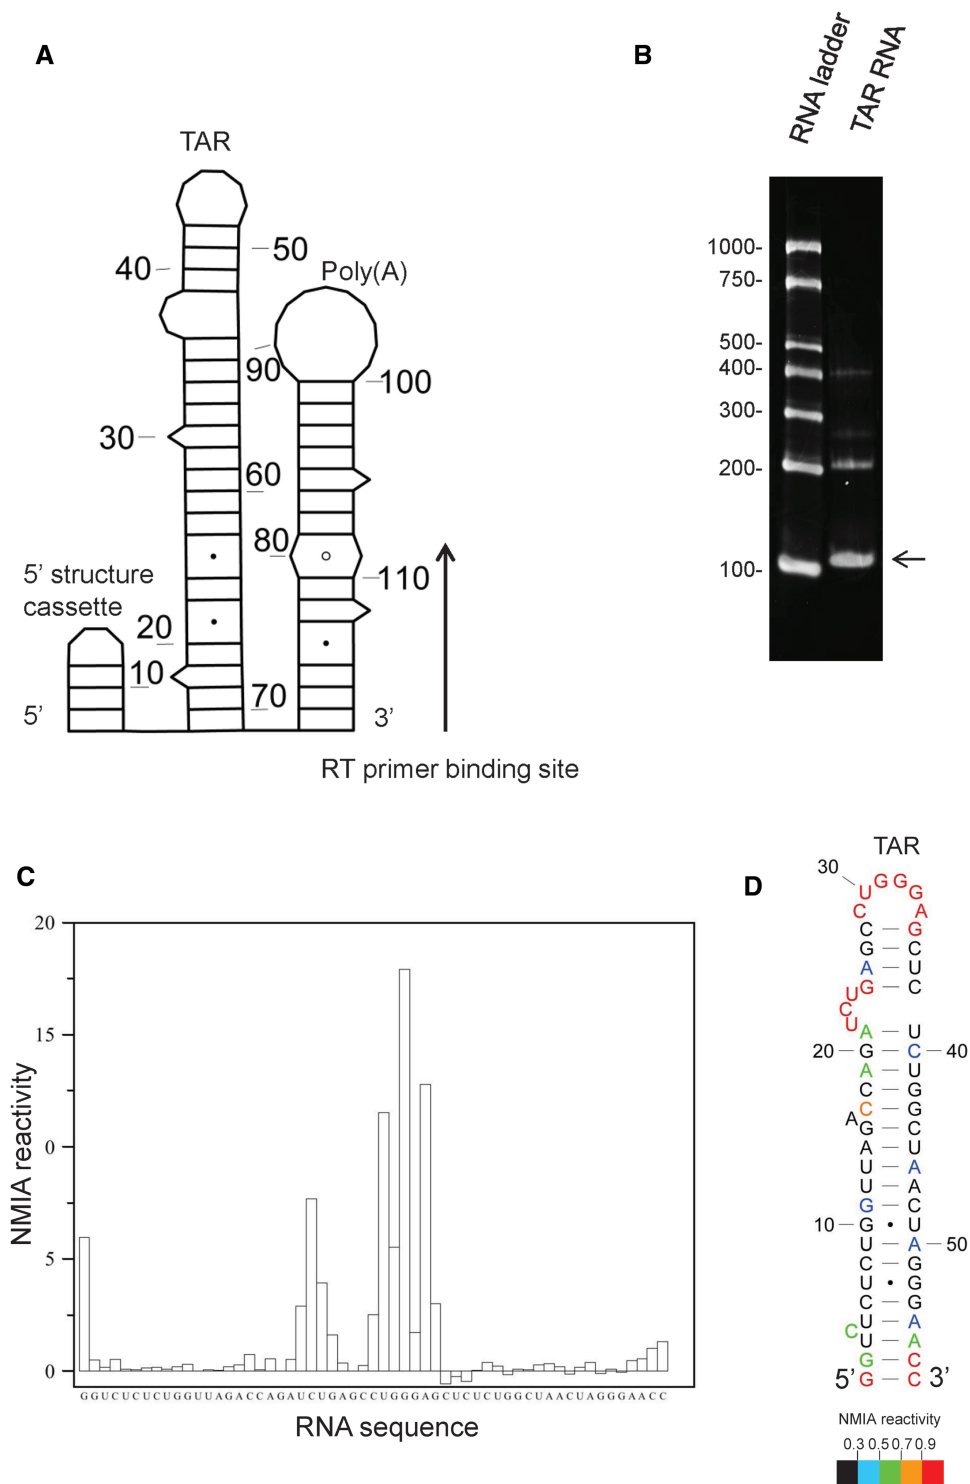 A
B
RNA ladder
TAR RNA
TAR
40
50
Poly(A)
90
100
30
60
80
110
5’ structure
cassette
20
10
70
5’
3’
RT primer binding site
1000-
750-
500-
400-
300-
200-
100-
C
20
15
0
5
0
NMIA reactivity
GGUCUCUCUGGUUAGACCAGAUCUGAGCCUGGGAGCUCUCUGGCUAACUAGGGAACC
RNA sequence
D
TAR
30
U G G G
C A
C G
G C
A U
U G C
C
U A U
20 G C 40
A U
C G
C G
A G C
A U
U A
U A
G C
10 G U
U A 50
C G
U G
C G
U A
C U A
G C
5’ G C 3’
NMIA reactivity
0.3 0.5 0.7 0.9